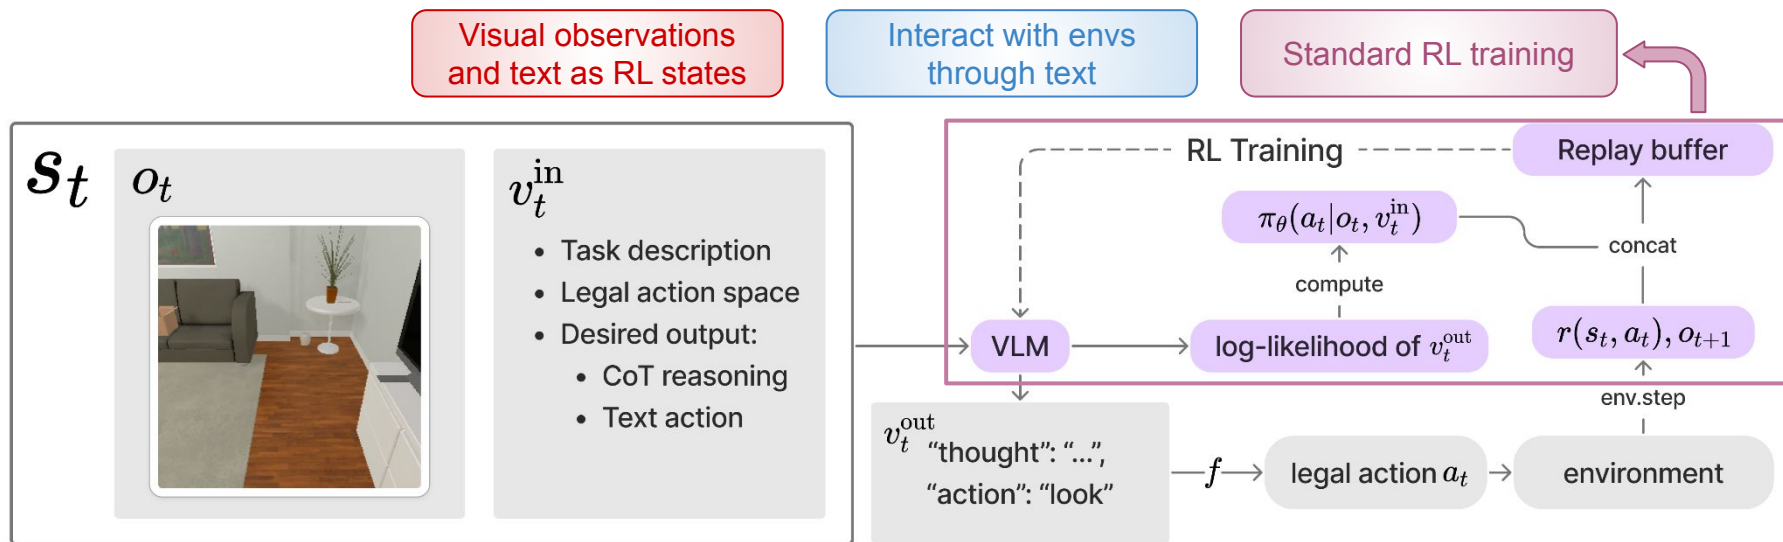 Visual observations
and text as RL states
Interact with envs
through text
Standard RL training
s_t
o_t
v_t^in
• Task description
• Legal action space
• Desired output:
• CoT reasoning
• Text action
RL Training
Replay buffer
π_θ(a_t|o_t, v_t^in)
concat
compute
VLM
log-likelihood of v_t^out
r(s_t, a_t), o_{t+1}
env.step
v_t^out
“thought”: “...”,
“action”: “look”
f
legal action a_t
environment